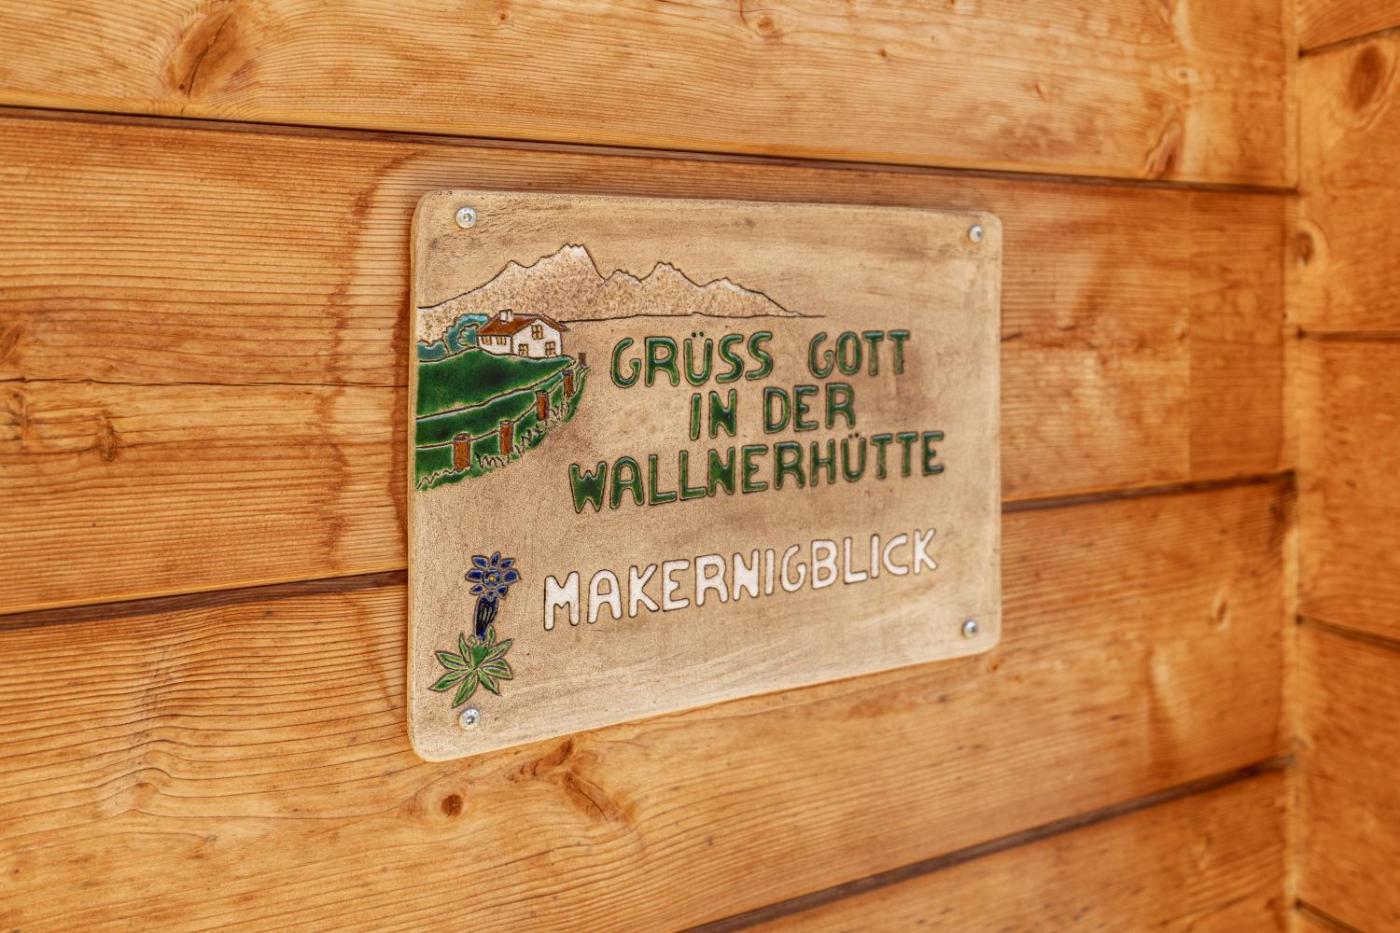 GRÜSS GOTT
IN DER
WALLNERHÜTTE
MAKERNIGBLICK